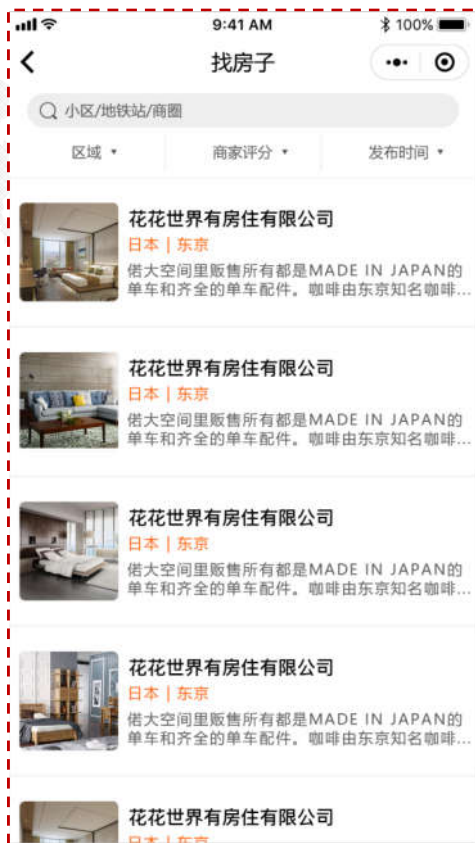 9:41 AM
100%
找房子
小区/地铁站/商圈
区域
商家评分
发布时间
花花世界有房住有限公司
日本 | 东京
偌大空间里贩售所有都是MADE IN JAPAN的
单车和齐全的单车配件。咖啡由东京知名咖啡...
花花世界有房住有限公司
日本 | 东京
偌大空间里贩售所有都是MADE IN JAPAN的
单车和齐全的单车配件。咖啡由东京知名咖啡...
花花世界有房住有限公司
日本 | 东京
偌大空间里贩售所有都是MADE IN JAPAN的
单车和齐全的单车配件。咖啡由东京知名咖啡...
花花世界有房住有限公司
日本 | 东京
偌大空间里贩售所有都是MADE IN JAPAN的
单车和齐全的单车配件。咖啡由东京知名咖啡...
花花世界有房住有限公司
日本 | 东京